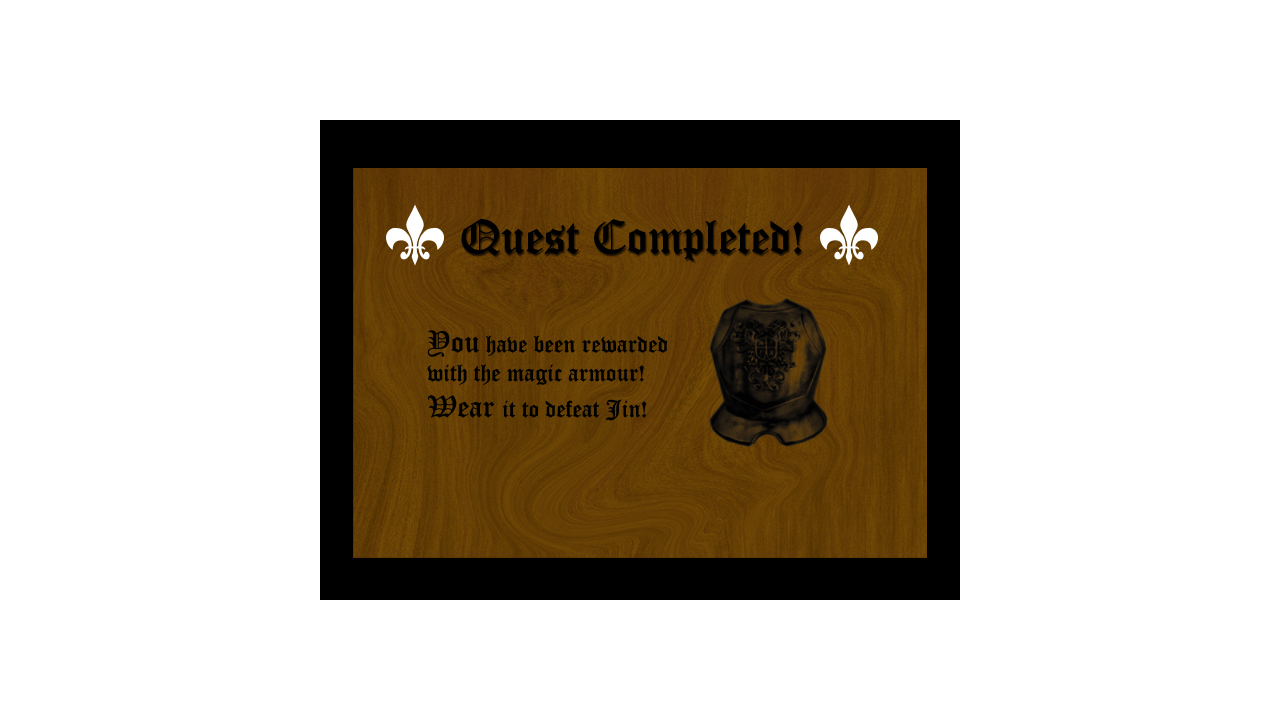 Quest Completed!
You have been rewarded
with the magic armour!
Wear it to defeat Jin!